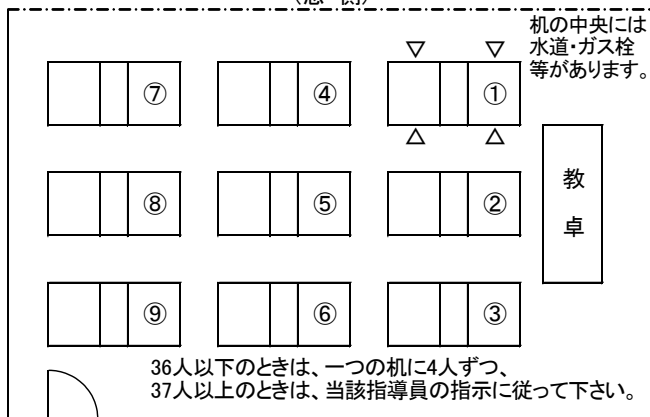 机の中央には
水道・ガス栓
等があります。
⑦ ④ ①
教
卓
⑧ ⑤ ②
⑨ ⑥ ③
36人以下のときは、一つの机に4人ずつ、
37人以上のときは、当該指導員の指示に従って下さい。